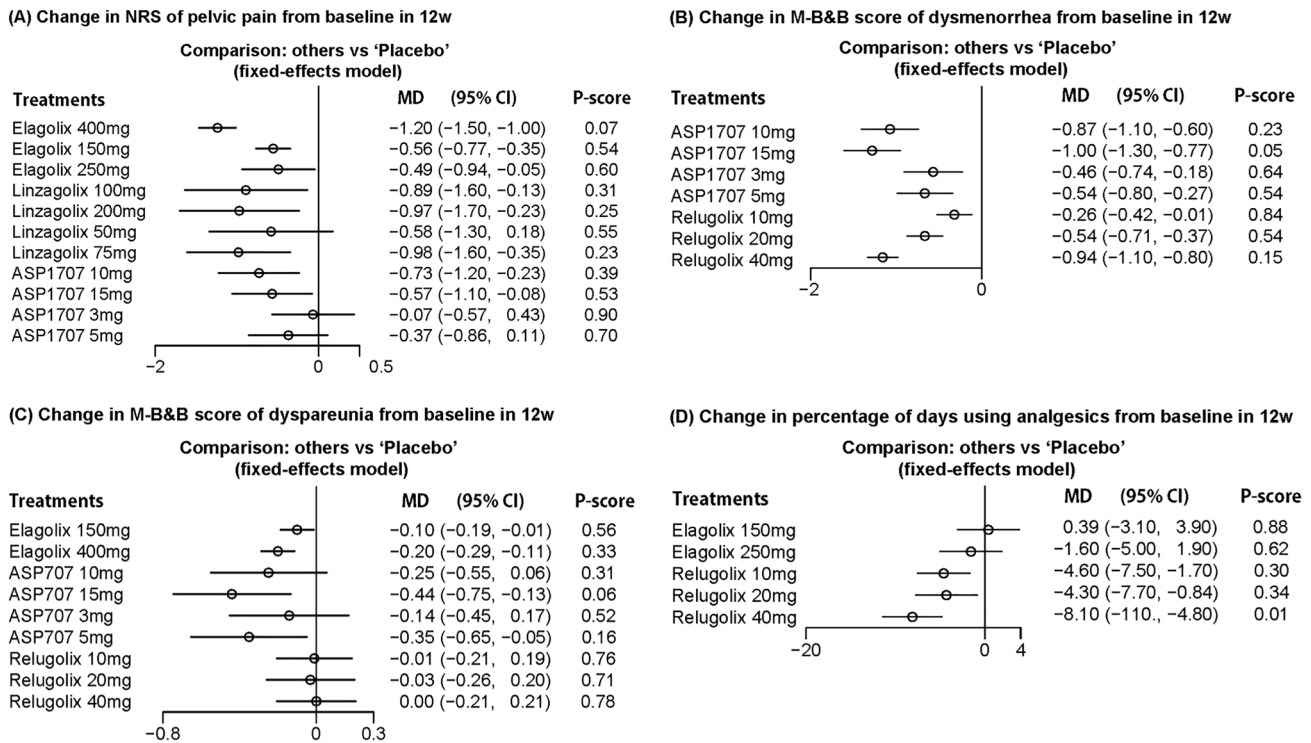 (A) Change in NRS of pelvic pain from baseline in 12w
Comparison: others vs ‘Placebo’
(fixed-effects model)
Treatments MD (95% CI) P-score
Elagolix 400mg −1.20 (−1.50, −1.00) 0.07
Elagolix 150mg −0.56 (−0.77, −0.35) 0.54
Elagolix 250mg −0.49 (−0.94, −0.05) 0.60
Linzagolix 100mg −0.89 (−1.60, −0.13) 0.31
Linzagolix 200mg −0.97 (−1.70, −0.23) 0.25
Linzagolix 50mg −0.58 (−1.30, 0.18) 0.55
Linzagolix 75mg −0.98 (−1.60, −0.35) 0.23
ASP1707 10mg −0.73 (−1.20, −0.23) 0.39
ASP1707 15mg −0.57 (−1.10, −0.08) 0.53
ASP1707 3mg −0.07 (−0.57, 0.43) 0.90
ASP1707 5mg −0.37 (−0.86, 0.11) 0.70
−2 0 0.5
(B) Change in M-B&B score of dysmenorrhea from baseline in 12w
Comparison: others vs ‘Placebo’
(fixed-effects model)
Treatments MD (95% CI) P-score
ASP1707 10mg −0.87 (−1.10, −0.60) 0.23
ASP1707 15mg −1.00 (−1.30, −0.77) 0.05
ASP1707 3mg −0.46 (−0.74, −0.18) 0.64
ASP1707 5mg −0.54 (−0.80, −0.27) 0.54
Relugolix 10mg −0.26 (−0.42, −0.01) 0.84
Relugolix 20mg −0.54 (−0.71, −0.37) 0.54
Relugolix 40mg −0.94 (−1.10, −0.80) 0.15
−2 0
(C) Change in M-B&B score of dyspareunia from baseline in 12w
Comparison: others vs ‘Placebo’
(fixed-effects model)
Treatments MD (95% CI) P-score
Elagolix 150mg −0.10 (−0.19, −0.01) 0.56
Elagolix 400mg −0.20 (−0.29, −0.11) 0.33
ASP707 10mg −0.25 (−0.55, 0.06) 0.31
ASP707 15mg −0.44 (−0.75, −0.13) 0.06
ASP707 3mg −0.14 (−0.45, 0.17) 0.52
ASP707 5mg −0.35 (−0.65, −0.05) 0.16
Relugolix 10mg −0.01 (−0.21, 0.19) 0.76
Relugolix 20mg −0.03 (−0.26, 0.20) 0.71
Relugolix 40mg 0.00 (−0.21, 0.21) 0.78
−0.8 0 0.3
(D) Change in percentage of days using analgesics from baseline in 12w
Comparison: others vs ‘Placebo’
(fixed-effects model)
Treatments MD (95% CI) P-score
Elagolix 150mg 0.39 (−3.10, 3.90) 0.88
Elagolix 250mg −1.60 (−5.00, 1.90) 0.62
Relugolix 10mg −4.60 (−7.50, −1.70) 0.30
Relugolix 20mg −4.30 (−7.70, −0.84) 0.34
Relugolix 40mg −8.10 (−110., −4.80) 0.01
−20 0 4